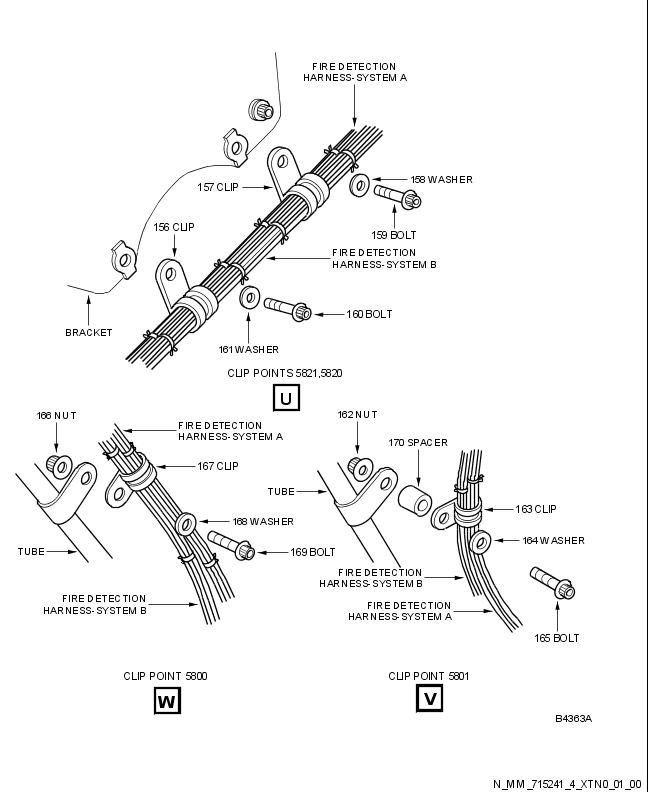 FIRE DETECTION
HARNESS-SYSTEM A
157 CLIP
158 WASHER
159 BOLT
156 CLIP
FIRE DETECTION
HARNESS-SYSTEM B
160 BOLT
BRACKET
161 WASHER
CLIP POINTS 5821,5820
U
166 NUT
FIRE DETECTION
HARNESS-SYSTEM A
167 CLIP
168 WASHER
169 BOLT
TUBE
FIRE DETECTION
HARNESS-SYSTEM B
CLIP POINT 5800
W
162 NUT
170 SPACER
TUBE
163 CLIP
164 WASHER
FIRE DETECTION
HARNESS-SYSTEM B
FIRE DETECTION
HARNESS-SYSTEM A
165 BOLT
CLIP POINT 5801
V
B4363A
N_MM_715241_4_XTN0_01_00